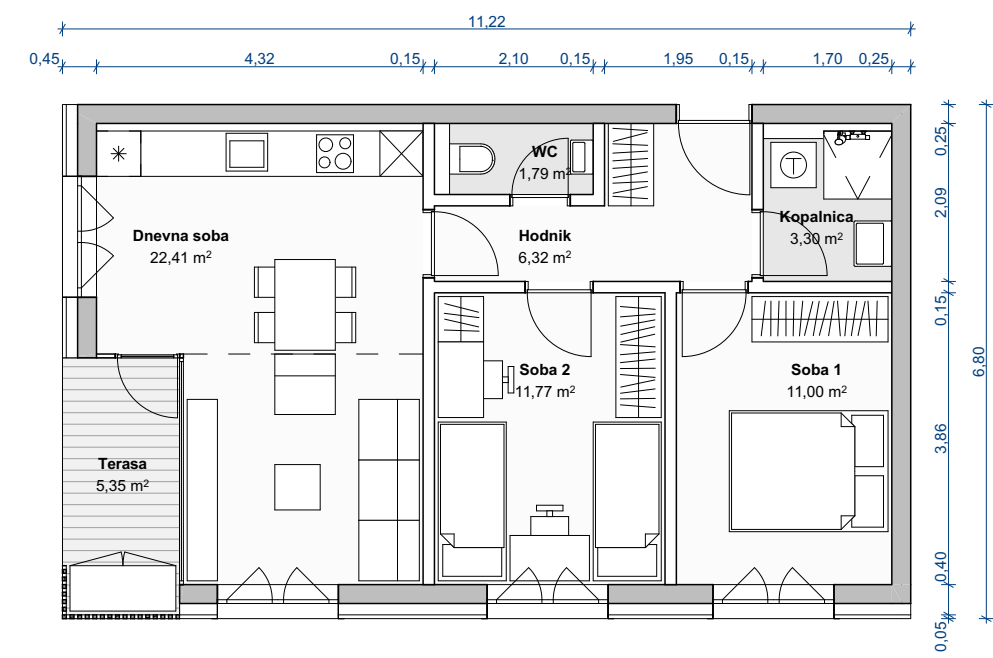 11,22
0,45 4,32 0,15 2,10 0,15 1,95 0,15 1,70 0,25
WC
1,79 m²
Kopalnica
3,30 m²
Dnevna soba
22,41 m²
Hodnik
6,32 m²
Soba 2
11,77 m²
Soba 1
11,00 m²
Terasa
5,35 m²
T
0,25
2,09
0,15
3,86
0,40
0,05
6,80